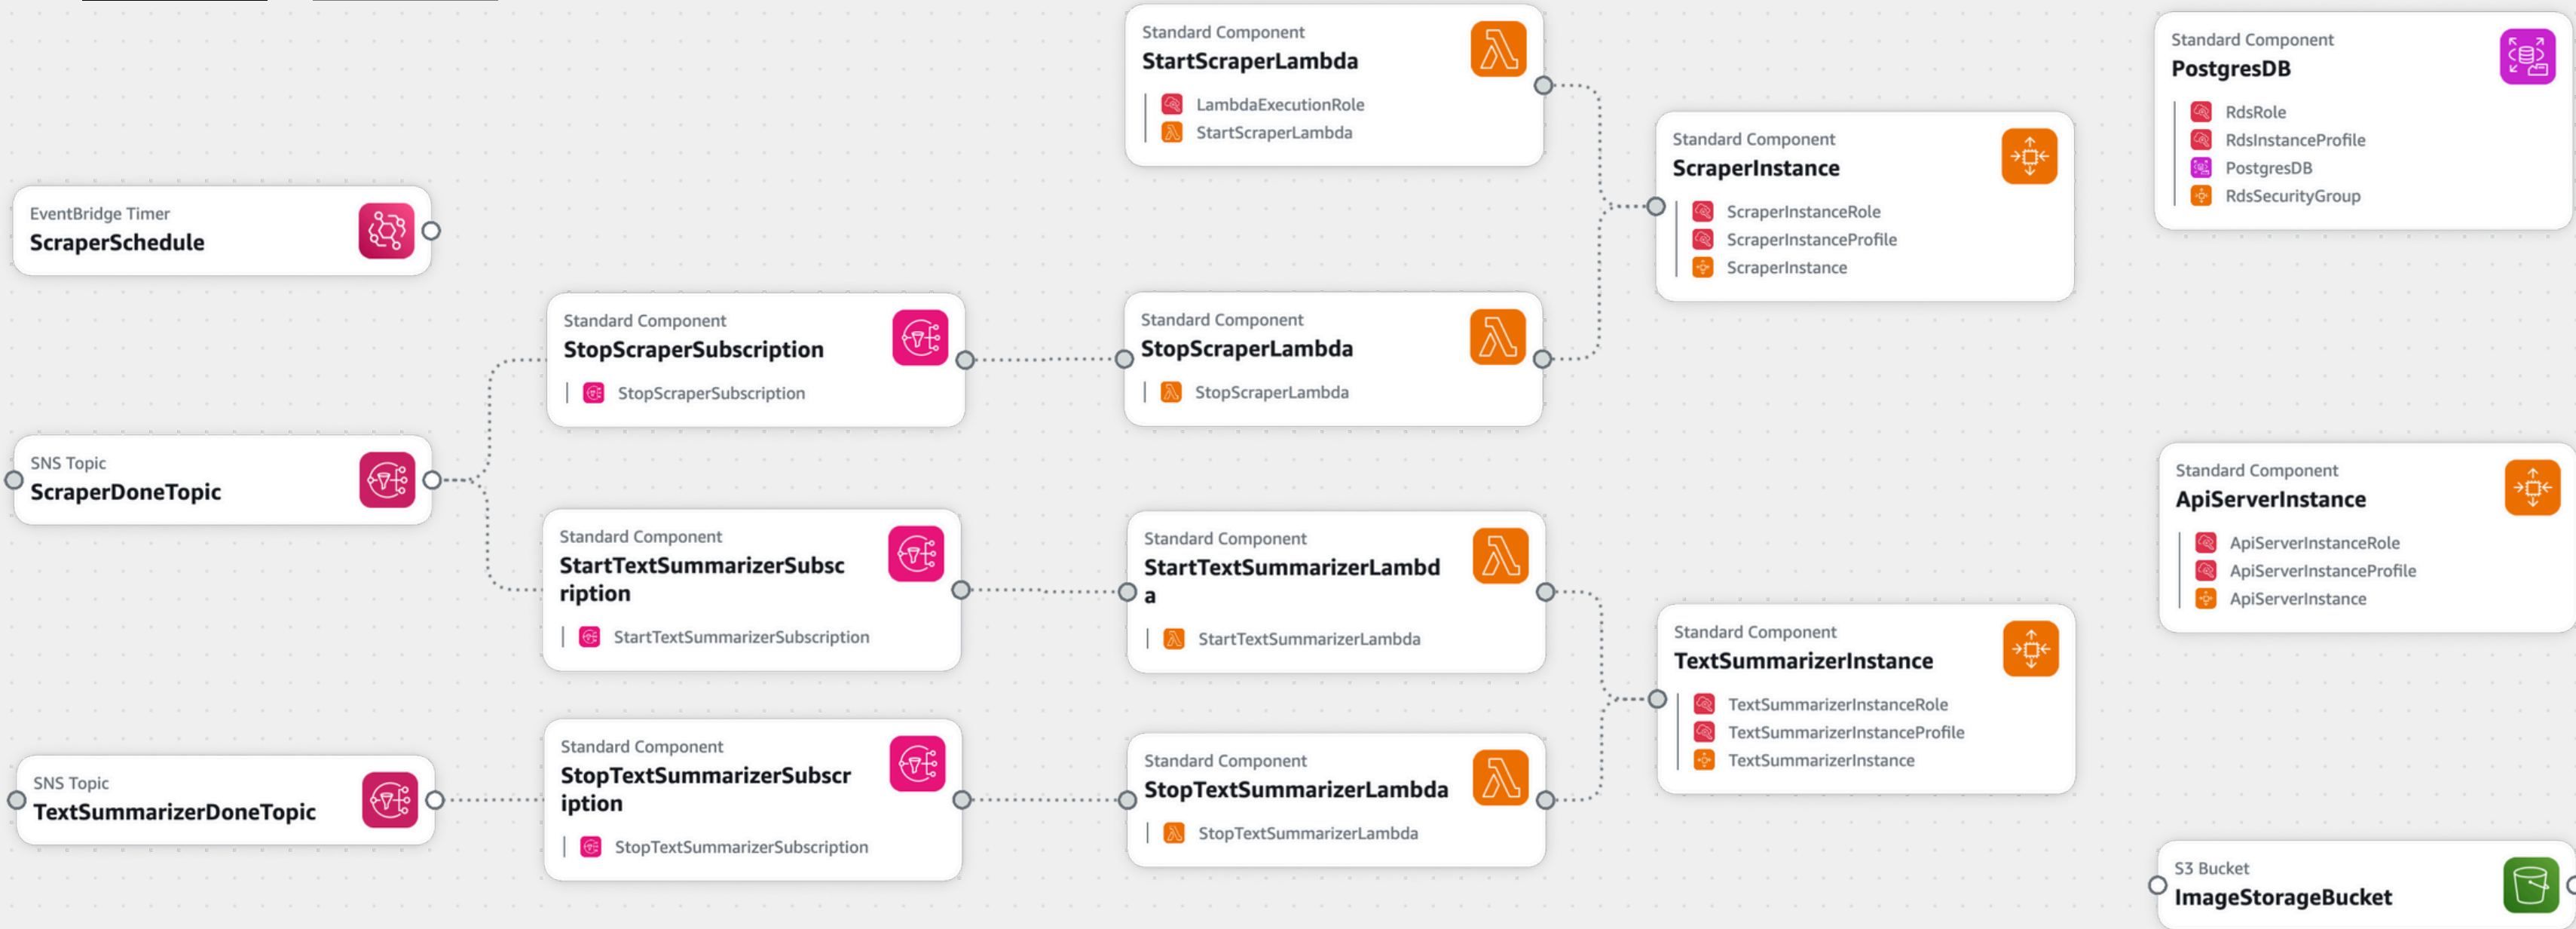 Standard Component
StartScraperLambda
LambdaExecutionRole
StartScraperLambda
Standard Component
PostgresDB
RdsRole
RdsInstanceProfile
PostgresDB
RdsSecurityGroup
Standard Component
ScraperInstance
ScraperInstanceRole
ScraperInstanceProfile
ScraperInstance
EventBridge Timer
ScraperSchedule
Standard Component
StopScraperSubscription
StopScraperSubscription
Standard Component
StopScraperLambda
StopScraperLambda
SNS Topic
ScraperDoneTopic
Standard Component
StartTextSummarizerSubsc
ription
StartTextSummarizerSubscription
Standard Component
StartTextSummarizerLambd
a
StartTextSummarizerLambda
Standard Component
ApiServerInstance
ApiServerInstanceRole
ApiServerInstanceProfile
ApiServerInstance
Standard Component
TextSummarizerInstance
TextSummarizerInstanceRole
TextSummarizerInstanceProfile
TextSummarizerInstance
SNS Topic
TextSummarizerDoneTopic
Standard Component
StopTextSummarizerSubscr
iption
StopTextSummarizerSubscription
Standard Component
StopTextSummarizerLambda
StopTextSummarizerLambda
S3 Bucket
ImageStorageBucket